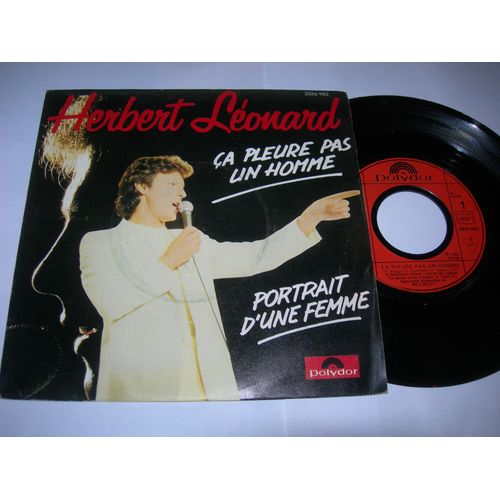 2056 982
Herbert Léonard
ÇA PLEURE PAS
UN HOMME
PORTRAIT
D'UNE FEMME
polydor
polydor
1
ÇA PLEURE PAS UN HOMME